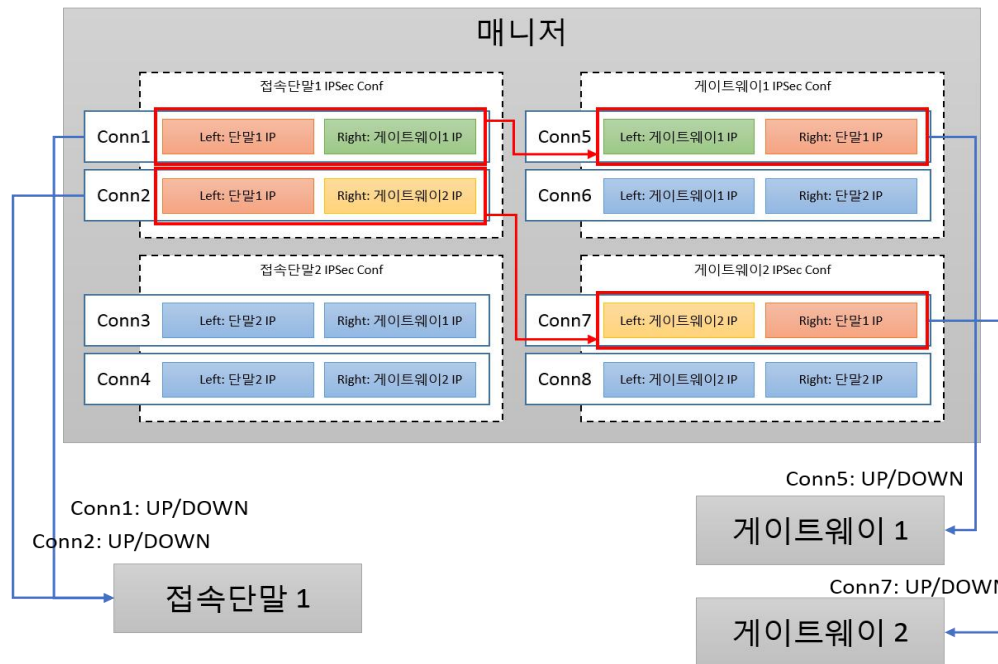 매니저
접속단말1 IPSec Conf
Conn1 Left: 단말1 IP Right: 게이트웨이1 IP
Conn2 Left: 단말1 IP Right: 게이트웨이2 IP
게이트웨이1 IPSec Conf
Conn5 Left: 게이트웨이1 IP Right: 단말1 IP
Conn6 Left: 게이트웨이1 IP Right: 단말2 IP
접속단말2 IPSec Conf
Conn3 Left: 단말2 IP Right: 게이트웨이1 IP
Conn4 Left: 단말2 IP Right: 게이트웨이2 IP
게이트웨이2 IPSec Conf
Conn7 Left: 게이트웨이2 IP Right: 단말1 IP
Conn8 Left: 게이트웨이2 IP Right: 단말2 IP
Conn1: UP/DOWN
Conn2: UP/DOWN
접속단말 1
Conn5: UP/DOWN
게이트웨이 1
Conn7: UP/DOWN
게이트웨이 2